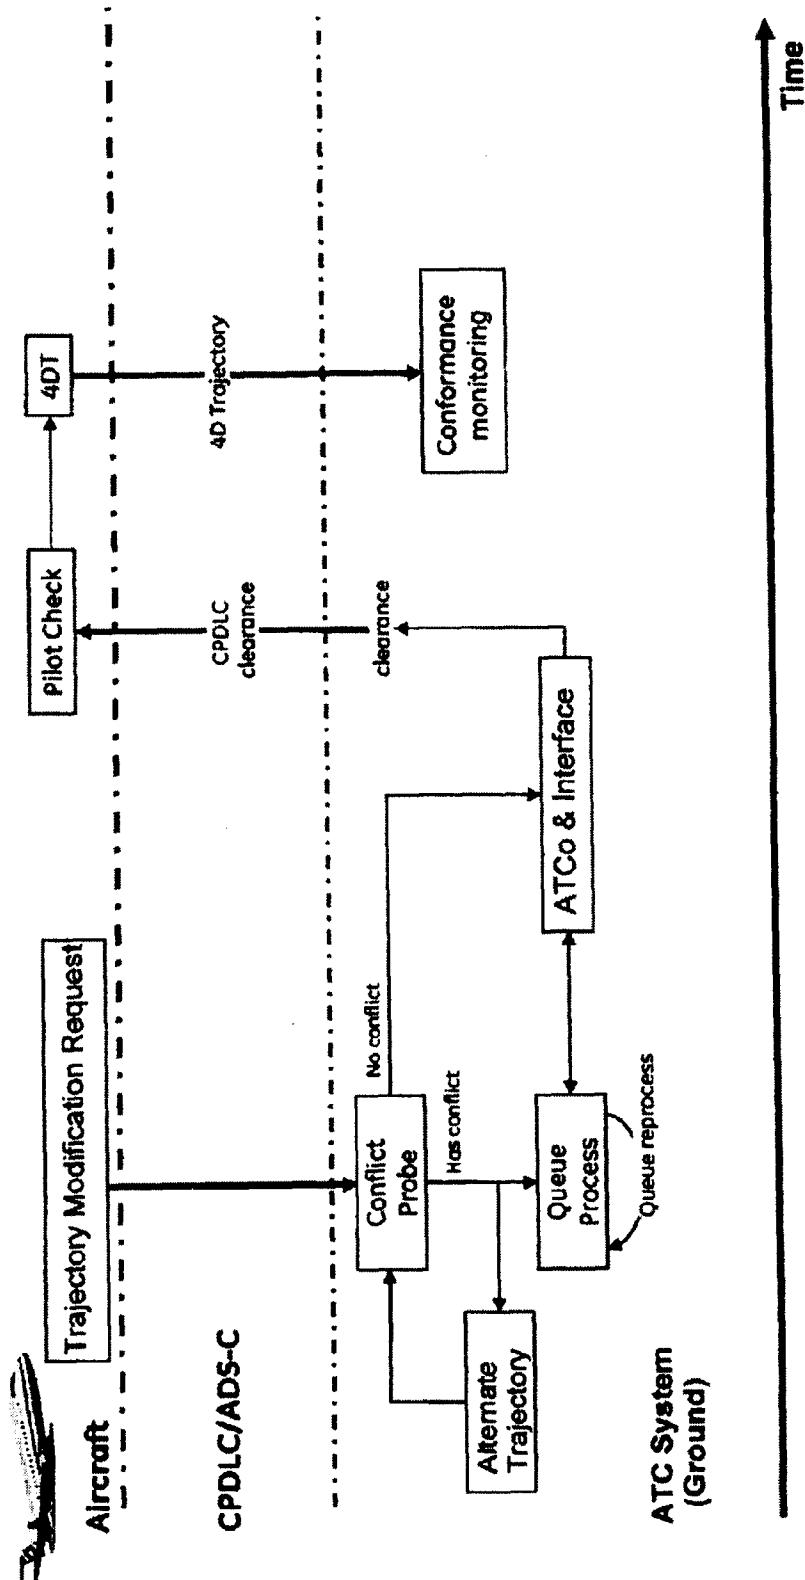 Aircraft
Trajectory Modification Request
Pilot Check
4DT
CPDLC/ADS-C
CPDLC
clearance
4D Trajectory
Conflict
Probe
No conflict
Has conflict
clearance
Conformance
monitoring
Alternate
Trajectory
Queue
Process
ATCo & Interface
Queue reprocess
ATC System
(Ground)
Time